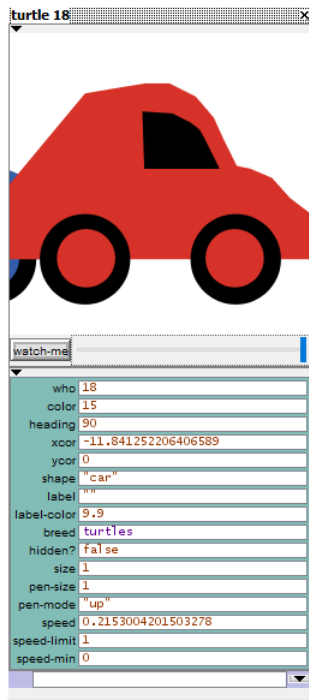 turtle 18
watch-me
who 18
color 15
heading 90
xcor -11.841252206406589
ycor 0
shape "car"
label ""
label-color 9.9
breed turtles
hidden? false
size 1
pen-size 1
pen-mode "up"
speed 0.2153004201503278
speed-limit 1
speed-min 0